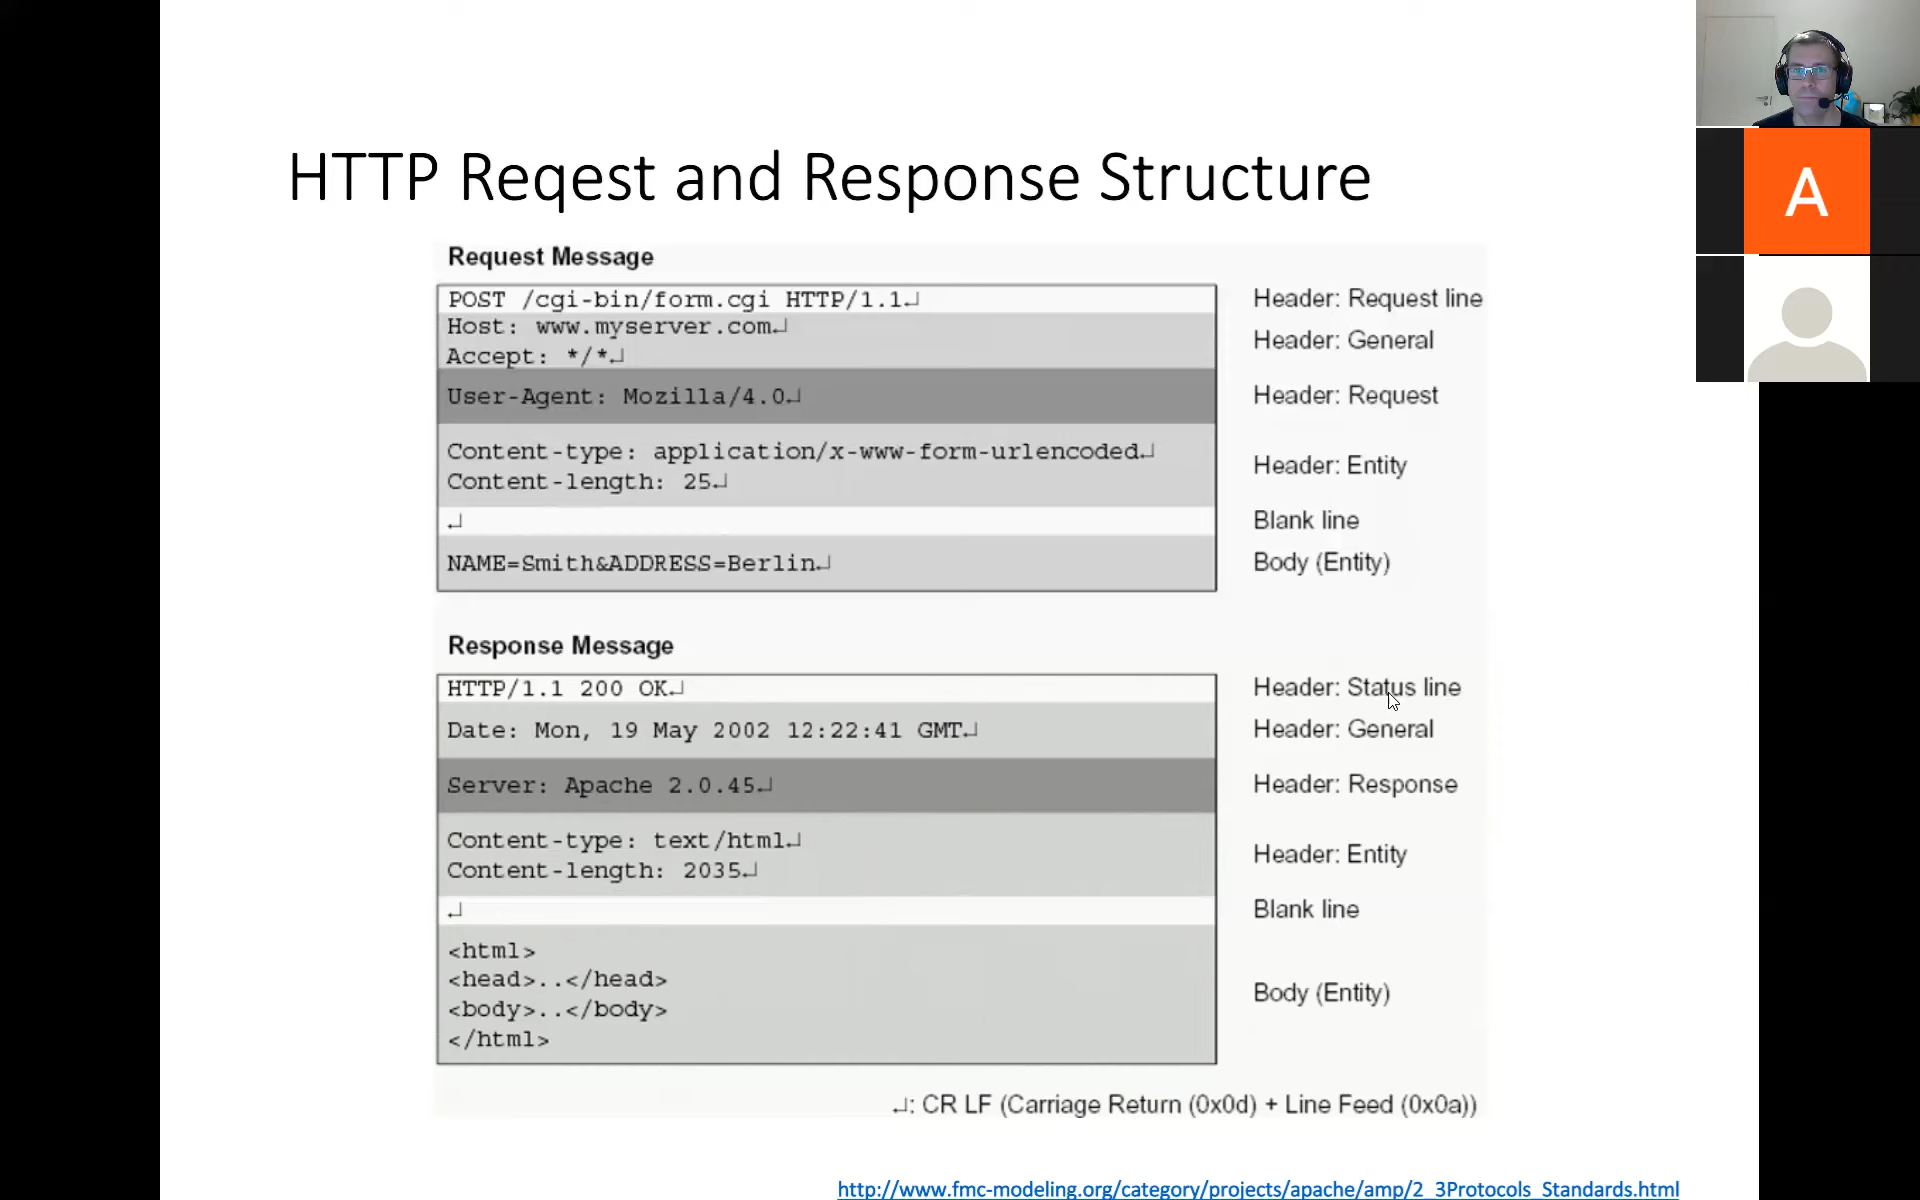 HTTP Reqest and Response Structure
Request Message
POST /cgi-bin/form.cgi HTTP/1.1↵ Header: Request line
Host: www.myserver.com↵
Header: General
Accept: */*↵
User-Agent: Mozilla/4.0↵ Header: Request
Content-type: application/x-www-form-urlencoded↵
Header: Entity
Content-length: 25↵
↵ Blank line
NAME=Smith&ADDRESS=Berlin↵ Body (Entity)
Response Message
HTTP/1.1 200 OK↵ Header: Status line
Date: Mon, 19 May 2002 12:22:41 GMT↵ Header: General
Server: Apache 2.0.45↵ Header: Response
Content-type: text/html↵
Header: Entity
Content-length: 2035↵
↵ Blank line
<html>
<head>..</head>
Body (Entity)
<body>..</body>
</html>
↵: CR LF (Carriage Return (0x0d) + Line Feed (0x0a))
http://www.fmc-modeling.org/category/projects/apache/amp/2_3Protocols_Standards.html
A